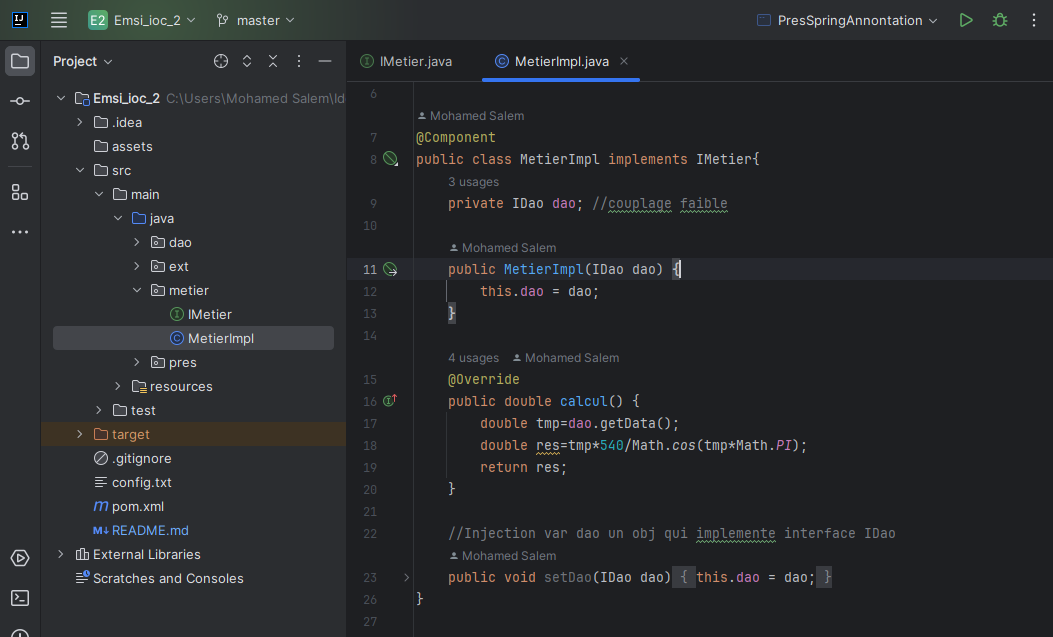 E2 Emsi_ioc_2 master PresSpringAnnontation
Project
Emsi_ioc_2 C:\Users\Mohamed Salem\Id
.idea
assets
src
main
java
dao
ext
metier
IMetier
MetierImpl
pres
resources
test
target
.gitignore
config.txt
m pom.xml
M↓ README.md
External Libraries
Scratches and Consoles
IMetier.java MetierImpl.java
6
Mohamed Salem
7 @Component
8 public class MetierImpl implements IMetier{
3 usages
9 private IDao dao; //couplage faible
10
Mohamed Salem
11 public MetierImpl(IDao dao) {
12 this.dao = dao;
13 }
14
4 usages Mohamed Salem
15 @Override
16 public double calcul() {
17 double tmp=dao.getData();
18 double res=tmp*540/Math.cos(tmp*Math.PI);
19 return res;
20 }
21
22 //Injection var dao un obj qui implemente interface IDao
Mohamed Salem
23 public void setDao(IDao dao) { this.dao = dao; }
26 }
27